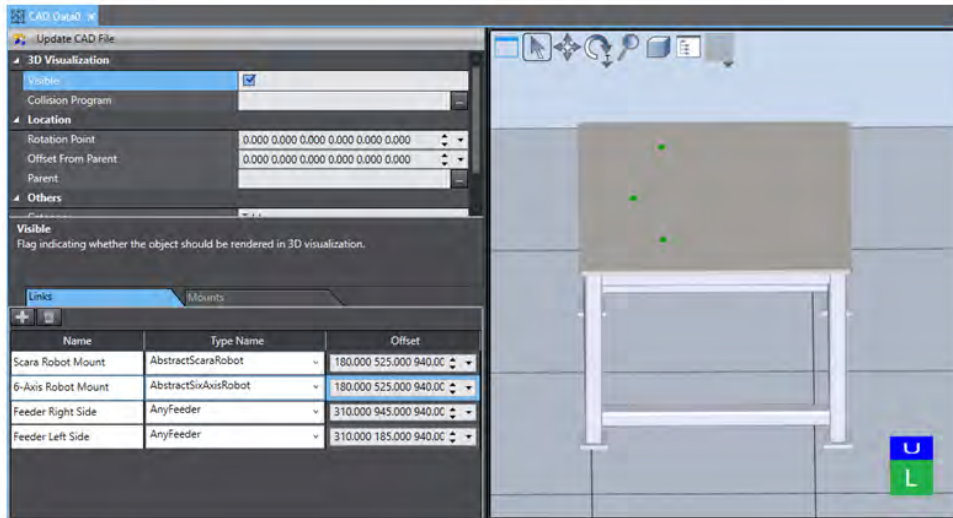 CAD Data0 ×
Update CAD File
3D Visualization
Visible
Collision Program
...
Location
Rotation Point 0.000 0.000 0.000 0.000 0.000 0.000
Offset From Parent 0.000 0.000 0.000 0.000 0.000 0.000
Parent
...
Others
Visible
Flag indicating whether the object should be rendered in 3D visualization.
Links Mounts
Name Type Name Offset
Scara Robot Mount AbstractScaraRobot 180.000 525.000 940.00
6-Axis Robot Mount AbstractSixAxisRobot 180.000 525.000 940.00
Feeder Right Side AnyFeeder 310.000 945.000 940.00
Feeder Left Side AnyFeeder 310.000 185.000 940.00
U
L